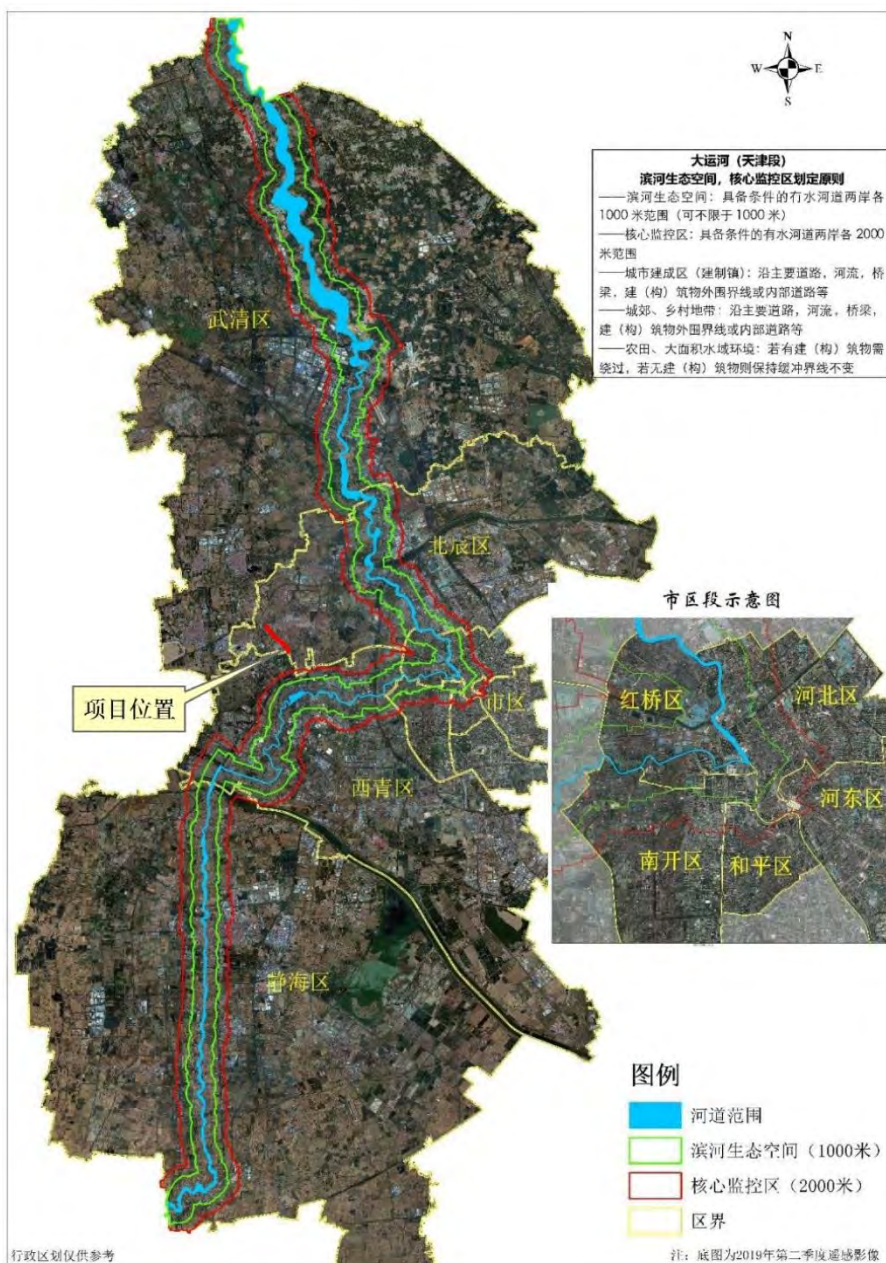 N
W E
S
大运河（天津段）
滨河生态空间，核心监控区划定原则
——滨河生态空间：具备条件的有水河道两岸各
1000 米范围（可不限于 1000 米）
——核心监控区：具备条件的有水河道两岸各 2000
米范围
——城市建成区（建制镇）：沿主要道路，河流，桥
梁，建（构）筑物外围界线或内部道路等
——城郊、乡村地带：沿主要道路，河流，桥梁，
建（构）筑物外围界线或内部道路等
——农田、大面积水域环境：若有建（构）筑物需
绕过，若无建（构）筑物则保持缓冲界线不变
武清区
北辰区
项目位置
市区
西青区
静海区
市区段示意图
红桥区
河北区
河东区
南开区
和平区
图例
河道范围
滨河生态空间（1000米）
核心监控区（2000米）
区界
行政区划仅供参考
注：底图为2019年第二季度遥感影像